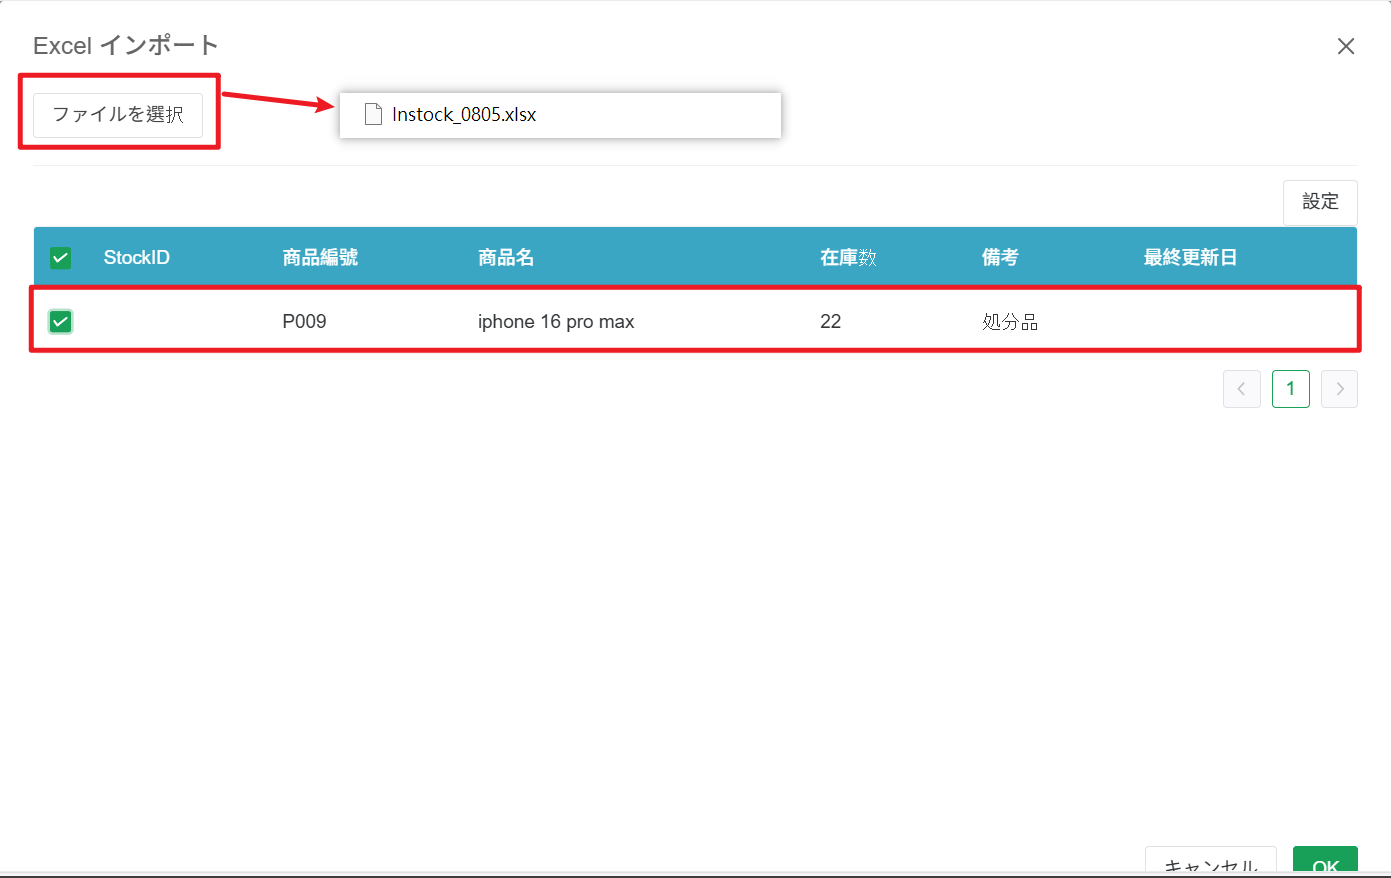 Excel インポート
ファイルを選択
Instock_0805.xlsx
設定
StockID 商品編號 商品名 在庫数 備考 最終更新日
P009 iphone 16 pro max 22 処分品
1
キャンセル OK